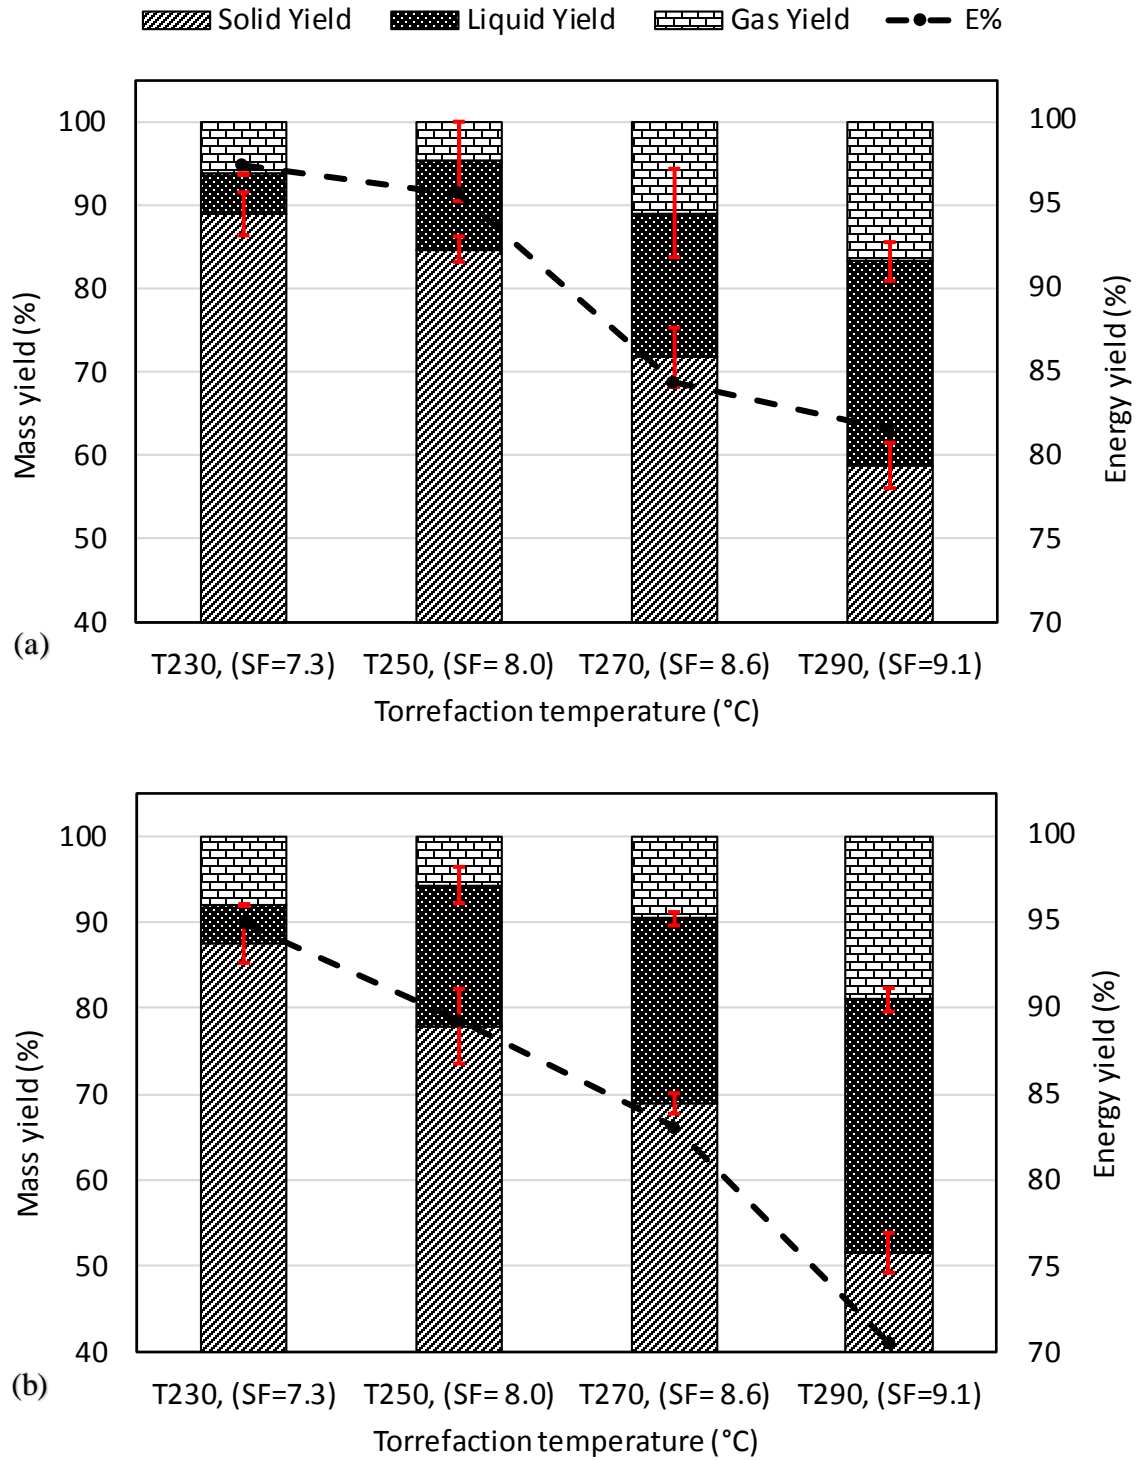 Solid Yield Liquid Yield Gas Yield E%
Mass yield (%)
100
90
80
70
60
50
40
Energy yield (%)
100
95
90
85
80
75
70
(a)
T230, (SF=7.3) T250, (SF= 8.0) T270, (SF= 8.6) T290, (SF=9.1)
Torrefaction temperature (°C)
Mass yield (%)
100
90
80
70
60
50
40
Energy yield (%)
100
95
90
85
80
75
70
(b)
T230, (SF=7.3) T250, (SF= 8.0) T270, (SF= 8.6) T290, (SF=9.1)
Torrefaction temperature (°C)